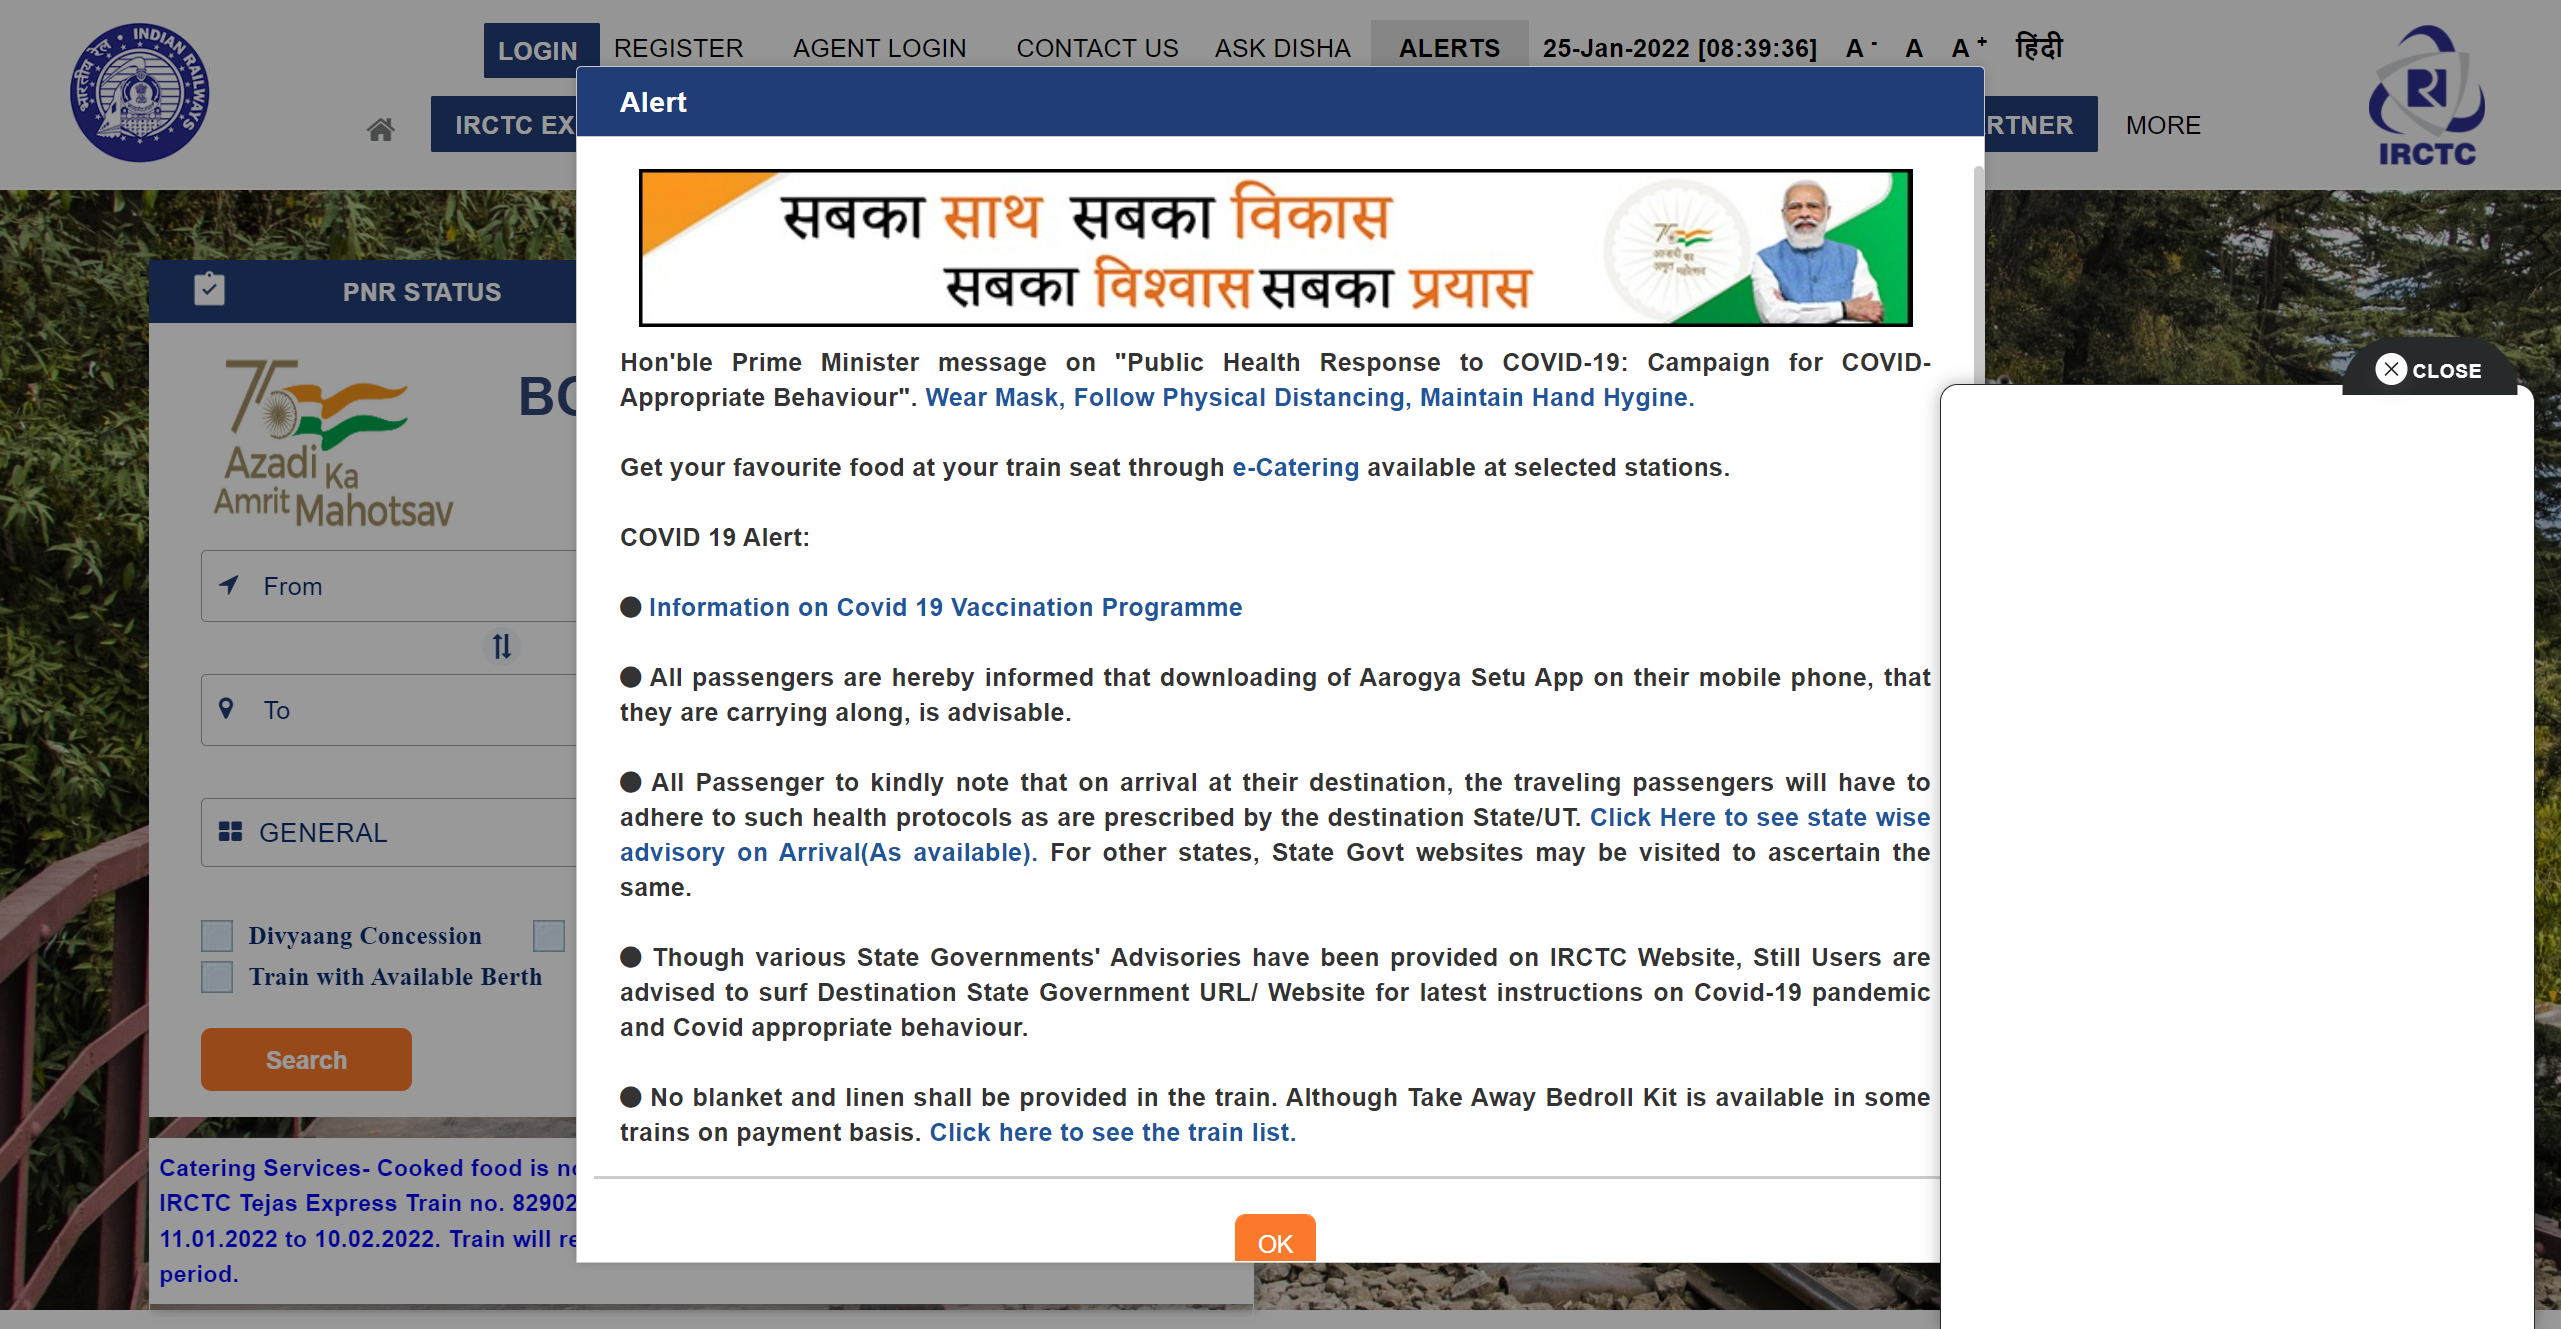 भारतीय रेल • INDIAN RAILWAYS
LOGIN REGISTER AGENT LOGIN CONTACT US ASK DISHA ALERTS 25-Jan-2022 [08:39:36] A - A A + हिंदी
IRCTC EX
RTNER MORE
IRCTC
Alert
सबका साथ सबका विकास
सबका विश्वास सबका प्रयास
75
आज़ादी का
अमृत महोत्सव
PNR STATUS
75
Azadi Ka
Amrit Mahotsav
From
To
GENERAL
Divyaang Concession
Train with Available Berth
Search
Catering Services- Cooked food is
IRCTC Tejas Express Train no. 82902
11.01.2022 to 10.02.2022. Train will
period.
Hon'ble Prime Minister message on "Public Health Response to COVID-19: Campaign for COVID-
Appropriate Behaviour". Wear Mask, Follow Physical Distancing, Maintain Hand Hygine.
Get your favourite food at your train seat through e-Catering available at selected stations.
COVID 19 Alert:
● Information on Covid 19 Vaccination Programme
● All passengers are hereby informed that downloading of Aarogya Setu App on their mobile phone, that
they are carrying along, is advisable.
● All Passenger to kindly note that on arrival at their destination, the traveling passengers will have to
adhere to such health protocols as are prescribed by the destination State/UT. Click Here to see state wise
advisory on Arrival(As available). For other states, State Govt websites may be visited to ascertain the
same.
● Though various State Governments' Advisories have been provided on IRCTC Website, Still Users are
advised to surf Destination State Government URL/ Website for latest instructions on Covid-19 pandemic
and Covid appropriate behaviour.
● No blanket and linen shall be provided in the train. Although Take Away Bedroll Kit is available in some
trains on payment basis. Click here to see the train list.
OK
CLOSE